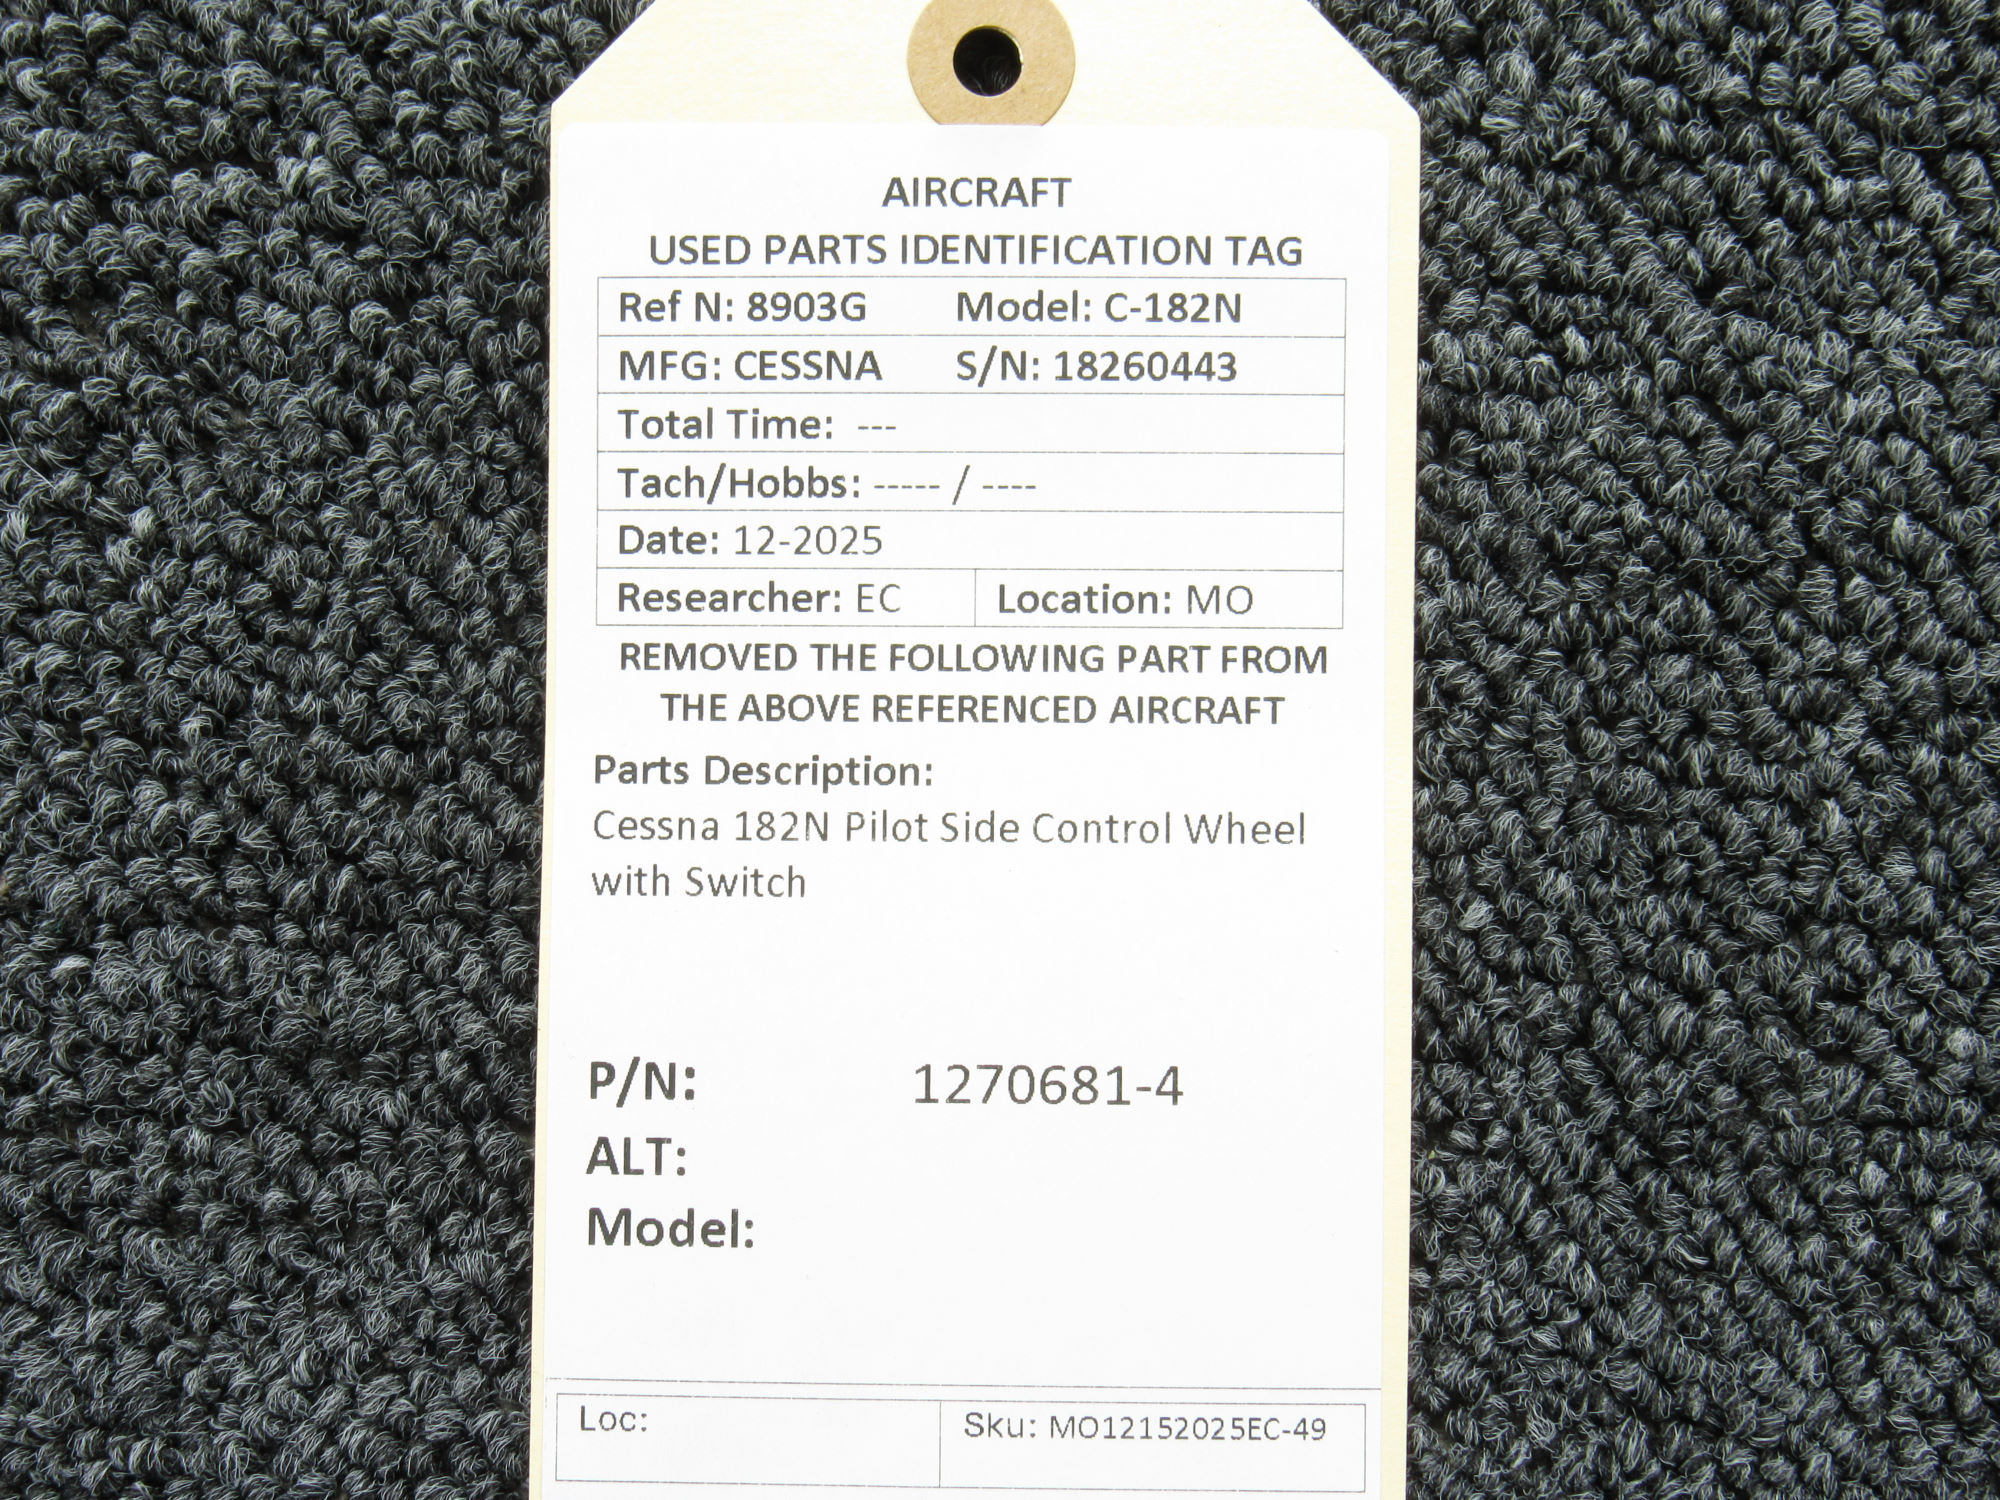 AIRCRAFT
USED PARTS IDENTIFICATION TAG
Ref N: 8903G Model: C-182N
MFG: CESSNA S/N: 18260443
Total Time: ---
Tach/Hobbs: ----- / ----
Date: 12-2025
Researcher: EC Location: MO
REMOVED THE FOLLOWING PART FROM
THE ABOVE REFERENCED AIRCRAFT
Parts Description:
Cessna 182N Pilot Side Control Wheel
with Switch
P/N: 1270681-4
ALT:
Model:
Loc: Sku: MO12152025EC-49